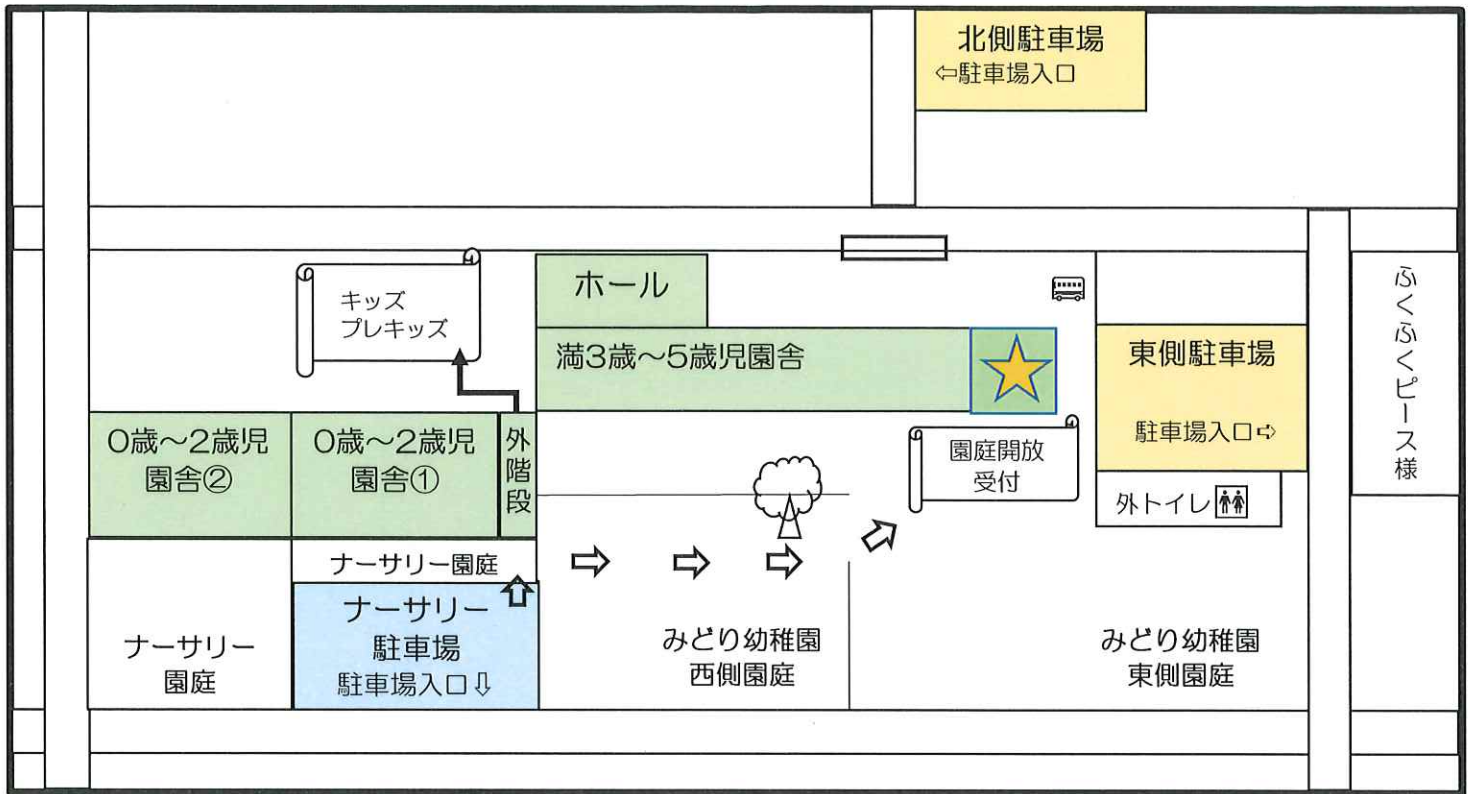 北側駐車場
⇦駐車場入口
キッズ
プレキッズ
ホール
満3歳～5歳児園舎
東側駐車場
駐車場入口⇨
ふくふくピース様
0歳～2歳児
園舎②
0歳～2歳児
園舎①
外階段
園庭開放
受付
外トイレ
ナーサリー園庭
ナーサリー
駐車場
駐車場入口⇩
ナーサリー
園庭
みどり幼稚園
西側園庭
みどり幼稚園
東側園庭